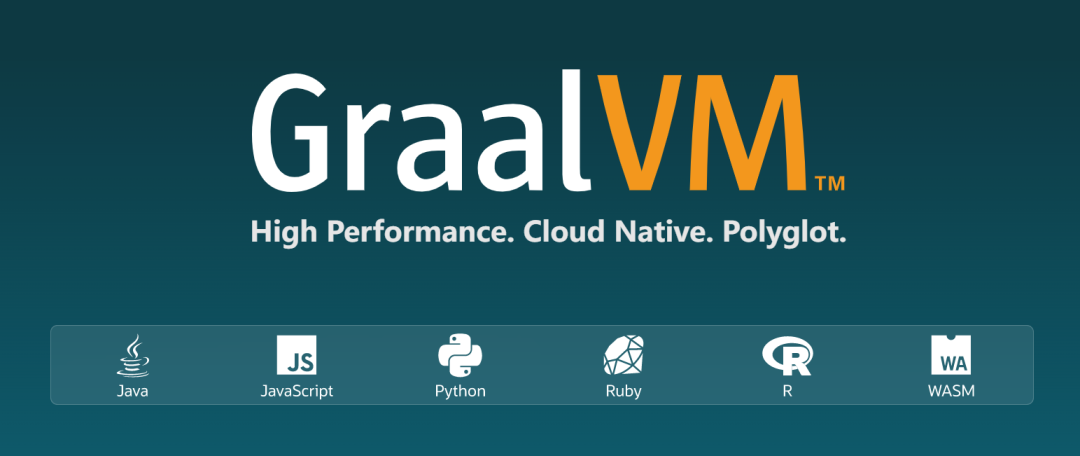 GraalVM™
High Performance. Cloud Native. Polyglot.
JS
R
WA
Java
JavaScript
Python
Ruby
R
WASM